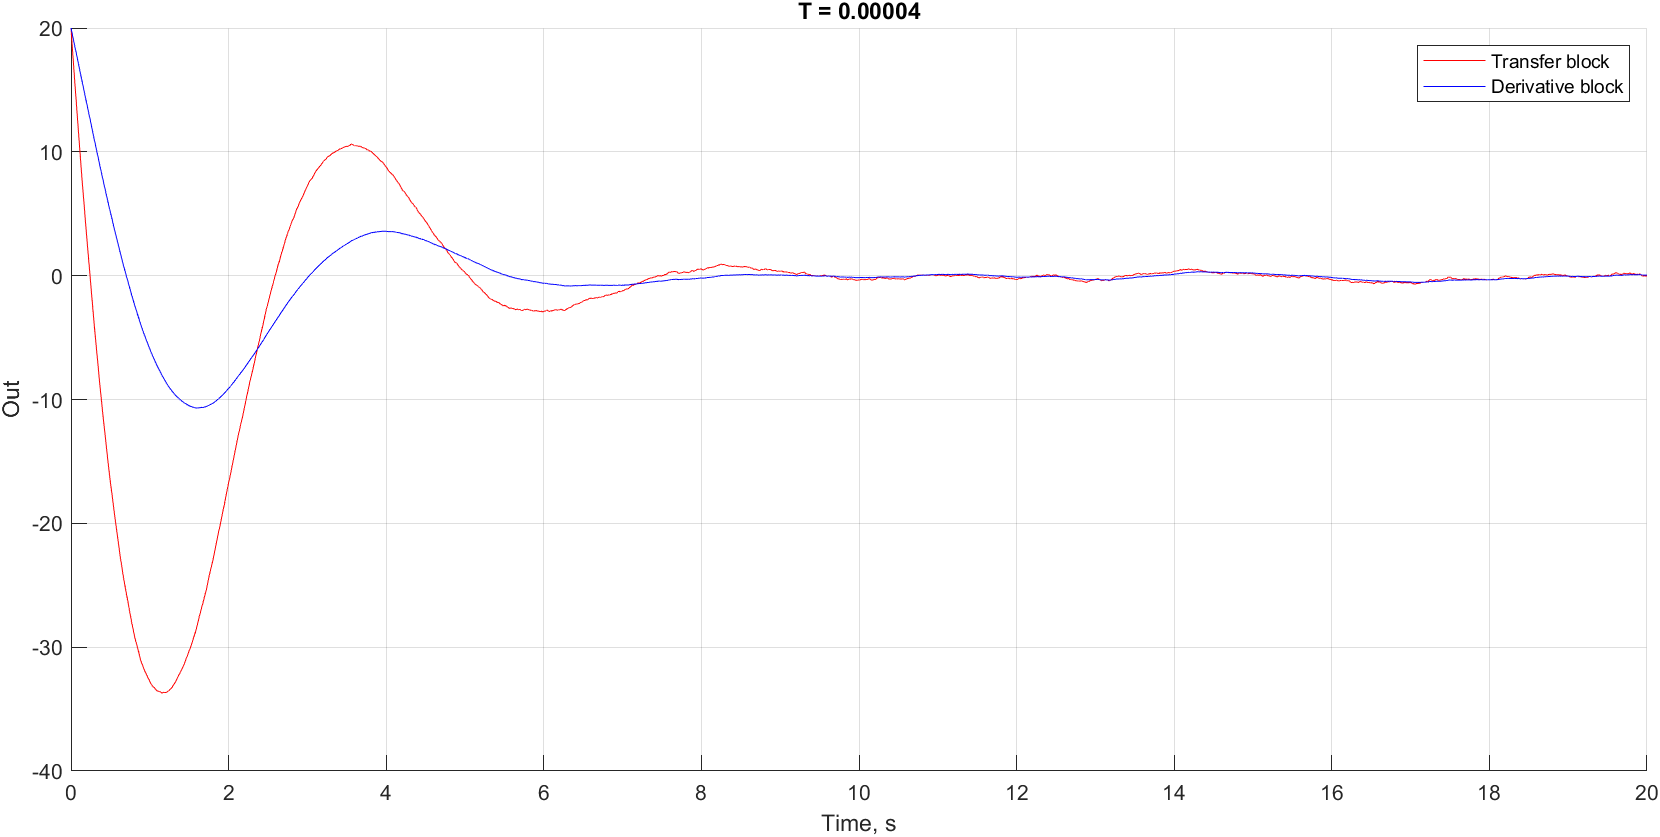 T = 0.00004
Transfer block
Derivative block
20
10
0
-10
-20
-30
-40
Out
0 2 4 6 8 10 12 14 16 18 20
Time, s